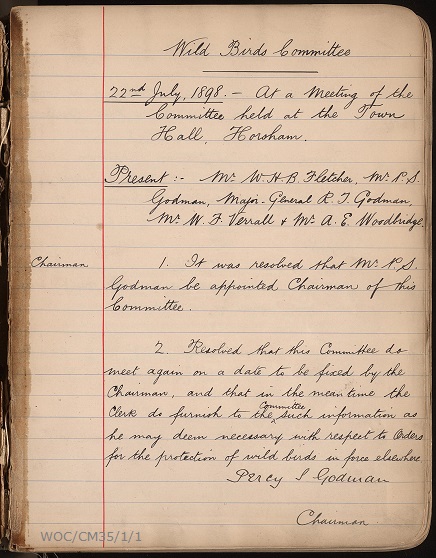 Wild Birds Committee
22nd July, 1898. - At a Meeting of the
Committee held at the Town
Hall, Horsham.
Present :- Mr W. H. B. Fletcher, Mr P. S.
Godman, Major-General R. T. Godman,
Mr W. F. Verrall & Mr A. E. Woodbridge.
Chairman
1. It was resolved that Mr P. S.
Godman be appointed Chairman of this
Committee.
2. Resolved that this Committee do
meet again on a date to be fixed by the
Chairman, and that in the meantime the
Clerk do furnish to the Committee such information as
he may deem necessary with respect to Orders
for the protection of wild birds in force elsewhere
Percy S Godman
Chairman
WOC/CM35/1/1